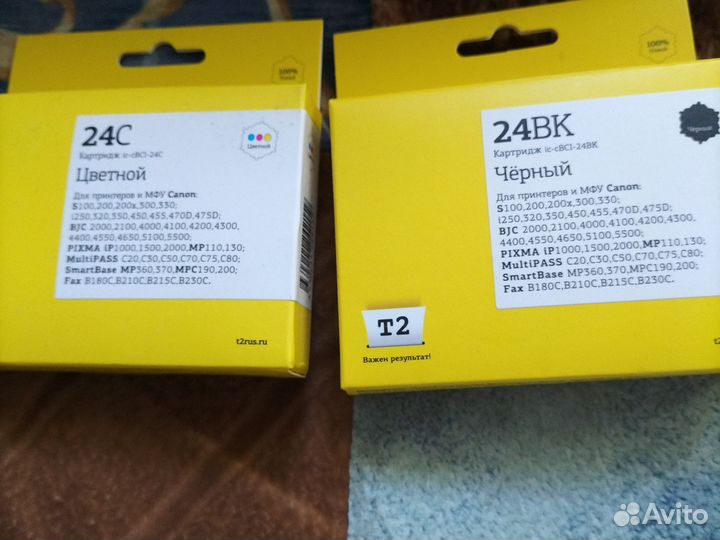 100%
Новый
24C
Картридж ic-cBCI-24C
Цветной
Цветной
Для принтеров и МФУ Canon:
S100,200,200x,300,330;
i250,320,350,450,455,470D,475D;
BJC 2000,2100,4000,4100,4200,4300,
4400,4550,4650,5100,5500;
PIXMA iP1000,1500,2000,MP110,130;
MultiPASS C20,C30,C50,C70,C75,C80;
SmartBase MP360,370,MPC190,200;
Fax B180C,B210C,B215C,B230C.
t2rus.ru
100%
Новый
24BK
Картридж ic-cBCI-24BK
Чёрный
Чёрный
Для принтеров и МФУ Canon:
S100,200,200x,300,330;
i250,320,350,450,455,470D,475D;
BJC 2000,2100,4000,4100,4200,4300,
4400,4550,4650,5100,5500;
PIXMA iP1000,1500,2000,MP110,130;
MultiPASS C20,C30,C50,C70,C75,C80;
SmartBase MP360,370,MPC190,200;
Fax B180C,B210C,B215C,B230C.
T2
Важен результат!
Avito